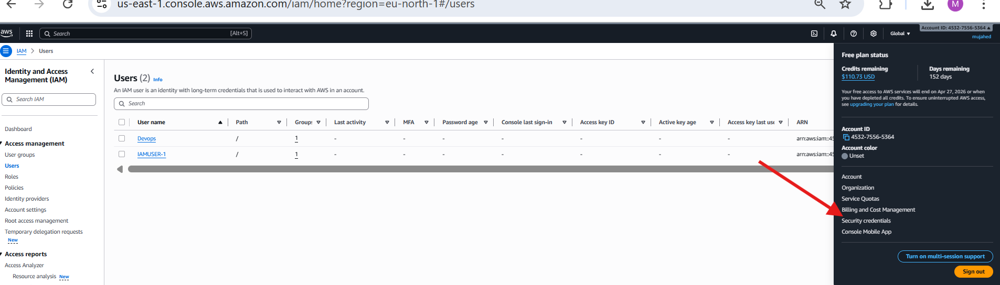 us-east-1.console.aws.amazon.com/iam/home?region=eu-north-1#/users
M
aws
Search
[Alt+S]
Global
Account ID: 4532-7556-5364
mujahed
IAM > Users
Identity and Access
Management (IAM)
Search IAM
Dashboard
Access management
User groups
Users
Roles
Policies
Identity providers
Account settings
Root access management
Temporary delegation requests
New
Access reports
Access Analyzer
Resource analysis New
Users (2) Info
An IAM user is an identity with long-term credentials that is used to interact with AWS in an account.
Search
User name Path Groups Last activity MFA Password age Console last sign-in Access key ID Active key age Access key last use ARN
Devops / 1 - - - - - - - arn:aws:iam::45
IAMUSER-1 / 1 - - - - - - - arn:aws:iam::45
Free plan status
Credits remaining
$110.73 USD
Days remaining
152 days
Your free access to AWS services will end on Apr 27, 2026 or when
you have depleted all credits. To ensure uninterrupted AWS access,
see upgrading your plan for details.
Account ID
4532-7556-5364
Account color
Unset
Account
Organization
Service Quotas
Billing and Cost Management
Security credentials
Console Mobile App
Turn on multi-session support
Sign out